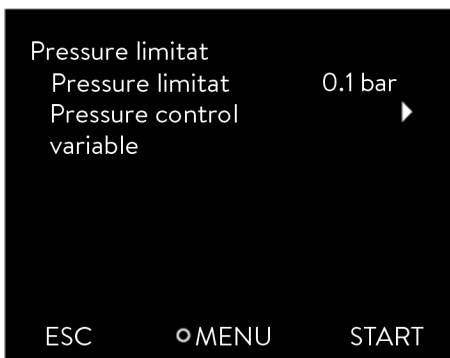 Pressure limitat
Pressure limitat 0.1 bar
Pressure control
variable
ESC MENU START